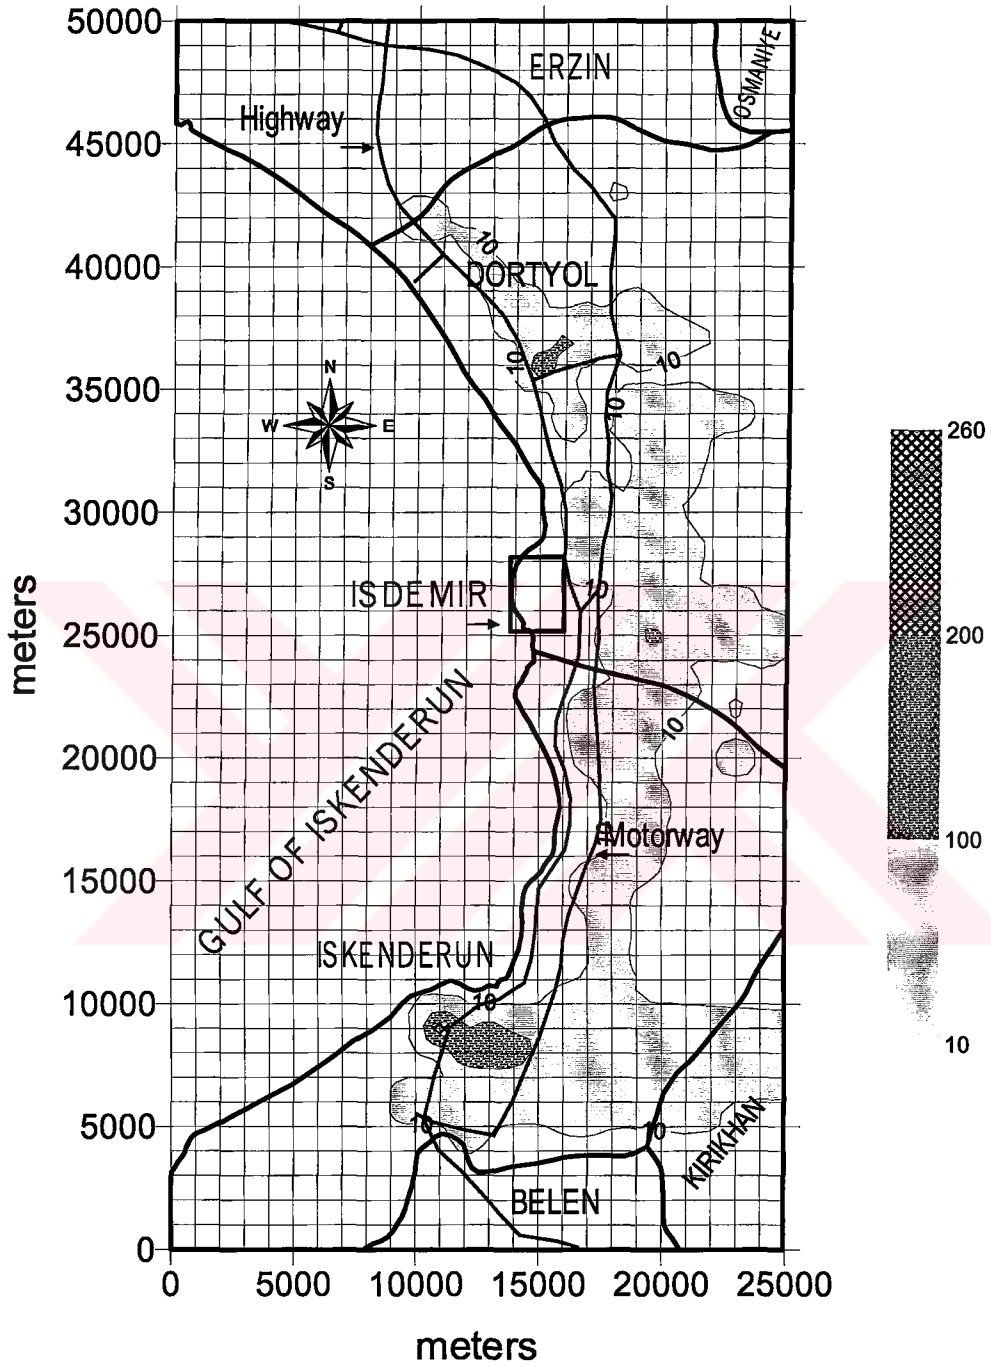 50000
ERZIN
OSMANIYE
Highway
45000
10
40000
DORTYOL
10
10
N
W E
S
35000
10
260
30000
ISDEMIR
10
meters
25000
200
GULF OF ISKENDERUN
10
20000
Motorway
100
15000
ISKENDERUN
10000
10
10
5000
10
10
KIRIKHAN
BELEN
0
0 5000 10000 15000 20000 25000
meters